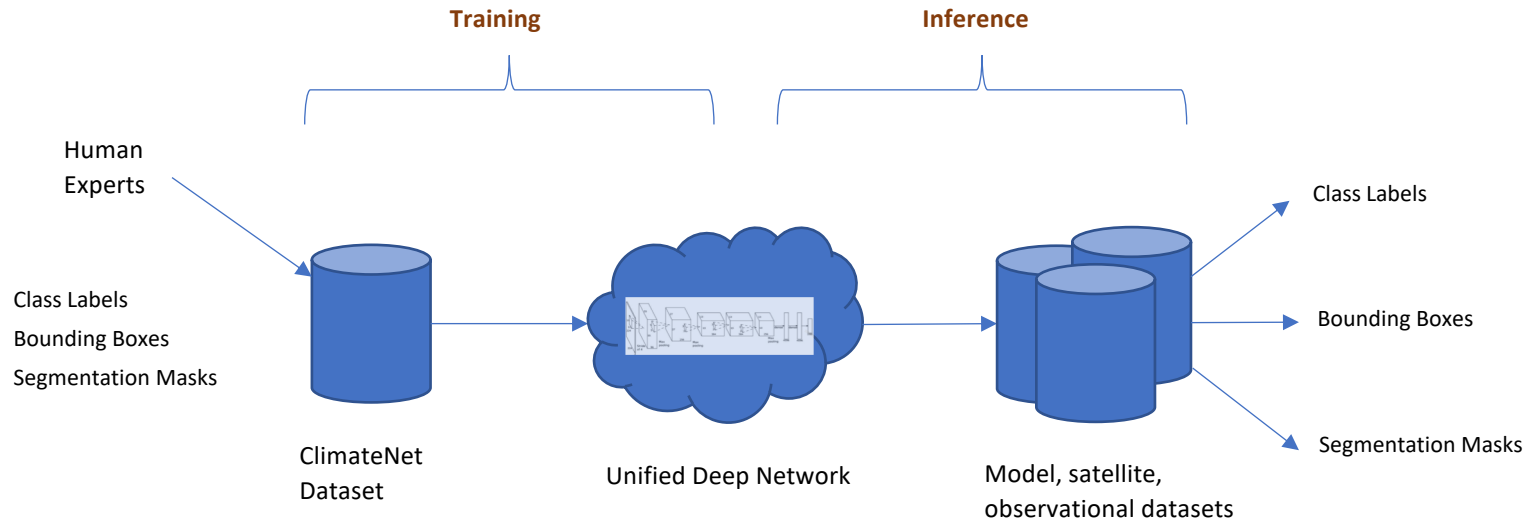 Training
Inference
Human
Experts
Class Labels
Bounding Boxes
Segmentation Masks
ClimateNet
Dataset
Unified Deep Network
Model, satellite,
observational datasets
Class Labels
Bounding Boxes
Segmentation Masks